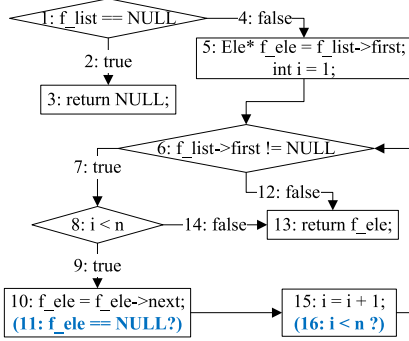 1: f_list == NULL
4: false
2: true
5: Ele* f_ele = f_list->first;
int i = 1;
3: return NULL;
6: f_list->first != NULL
7: true
12: false
8: i < n
14: false
13: return f_ele;
9: true
10: f_ele = f_ele->next;
(11: f_ele == NULL?)
15: i = i + 1;
(16: i < n ?)